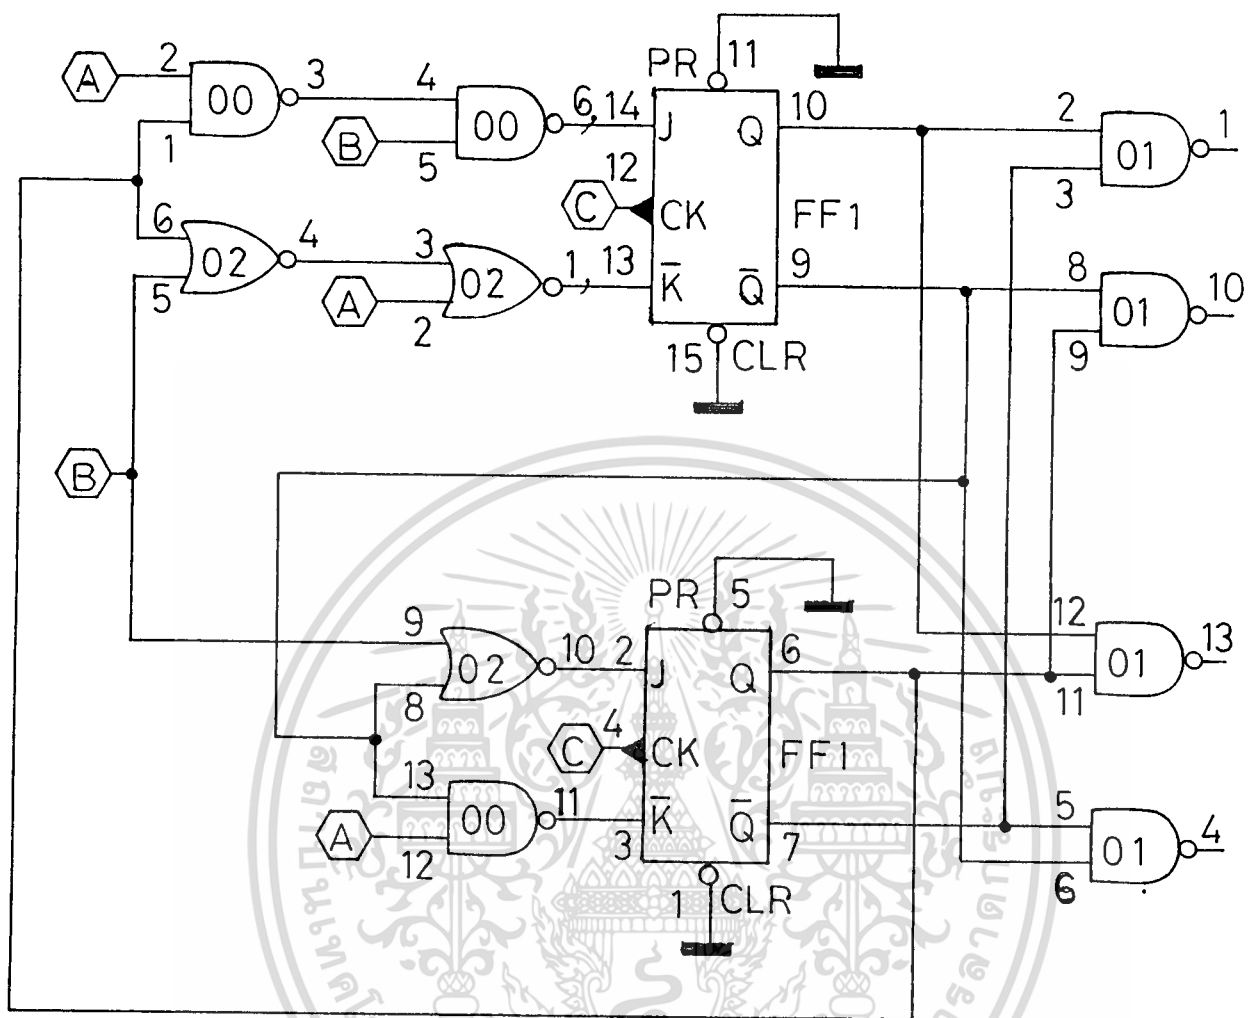 PR 11
A 2 00 3 4 00 6, 14 J Q 10 2 01 1
1 B 5 3
12 C CK FF1
6 02 4 3 02 1, 13 K̅ Q̅ 9 8 01 10
5 A 2 9
15 CLR
B
PR 5
9 02 10 2 J Q 6 12 01 13
8 11
C 4 CK FF1
13 00 11 3 K̅ Q̅ 7 5 01 4
A 12 6
1 CLR